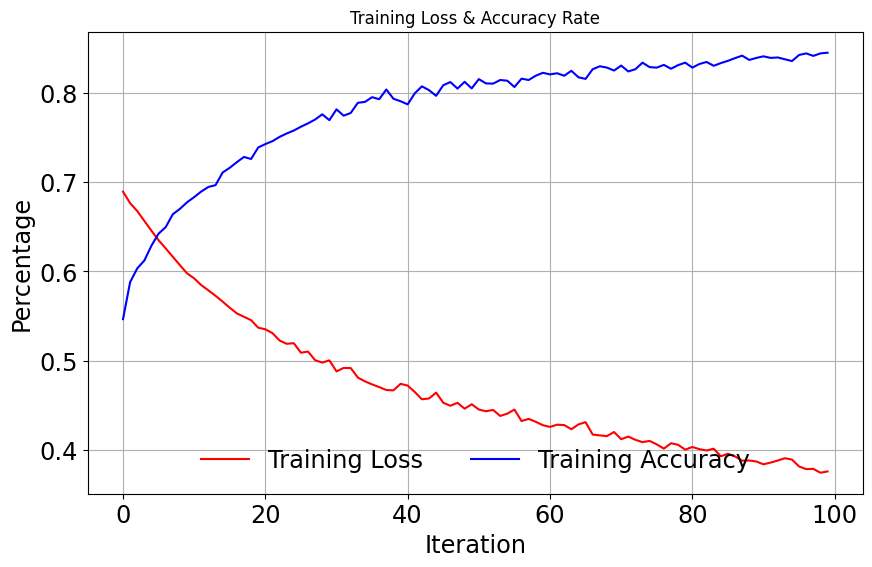 Training Loss & Accuracy Rate
Percentage
0.8
0.7
0.6
0.5
0.4
Training Loss Training Accuracy
0 20 40 60 80 100
Iteration